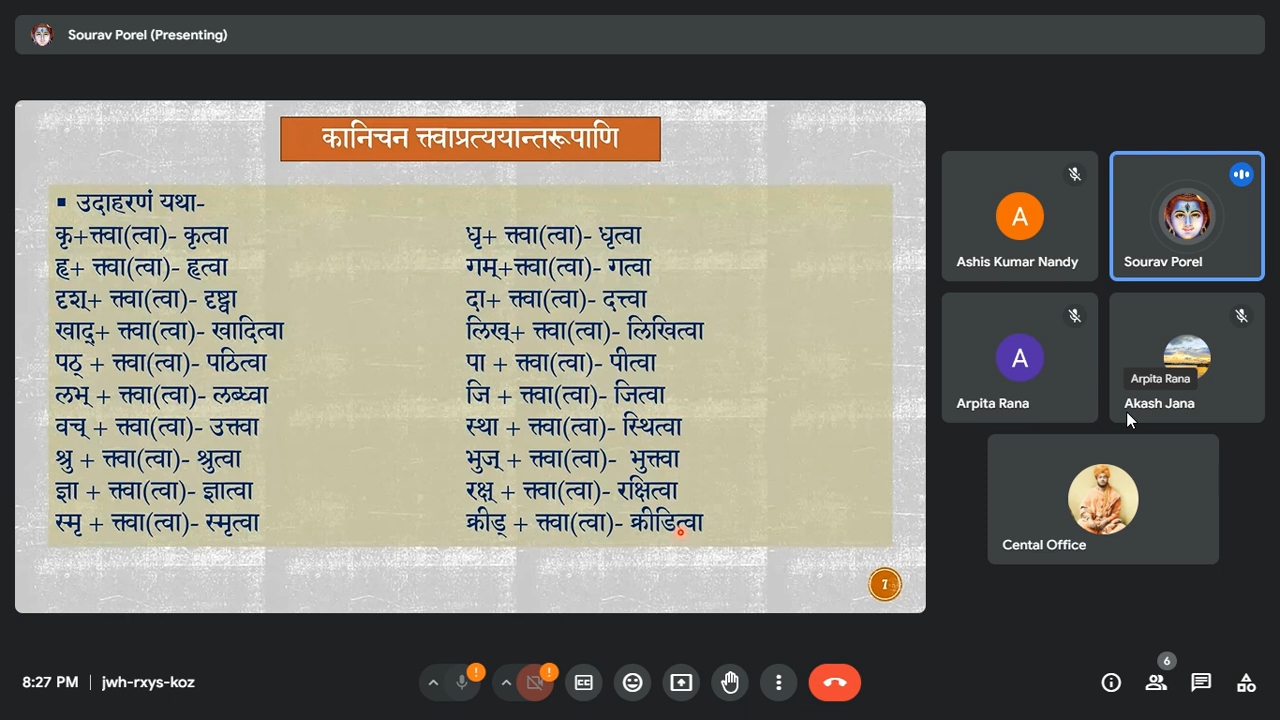 Sourav Porel (Presenting)
कानिचन क्त्वाप्रत्ययान्तरूपाणि
▪ उदाहरणं यथा-
कृ+क्त्वा(त्वा)- कृत्वा
हृ+ क्त्वा(त्वा)- हृत्वा
दृश्+ क्त्वा(त्वा)- दृष्ट्वा
खाद्+ क्त्वा(त्वा)- खादित्वा
पठ् + क्त्वा(त्वा)- पठित्वा
लभ् + क्त्वा(त्वा)- लब्ध्वा
वच् + क्त्वा(त्वा)- उक्त्वा
श्रु + क्त्वा(त्वा)- श्रुत्वा
ज्ञा + क्त्वा(त्वा)- ज्ञात्वा
स्मृ + क्त्वा(त्वा)- स्मृत्वा
धृ+ क्त्वा(त्वा)- धृत्वा
गम्+क्त्वा(त्वा)- गत्वा
दा+ क्त्वा(त्वा)- दत्त्वा
लिख्+ क्त्वा(त्वा)- लिखित्वा
पा + क्त्वा(त्वा)- पीत्वा
जि + क्त्वा(त्वा)- जित्वा
स्था + क्त्वा(त्वा)- स्थित्वा
भुज् + क्त्वा(त्वा)- भुक्त्वा
रक्ष् + क्त्वा(त्वा)- रक्षित्वा
क्रीड् + क्त्वा(त्वा)- क्रीडित्वा
7
A
Ashis Kumar Nandy
Sourav Porel
A
Arpita Rana
Arpita Rana
Akash Jana
Cental Office
8:27 PM | jwh-rxys-koz
6